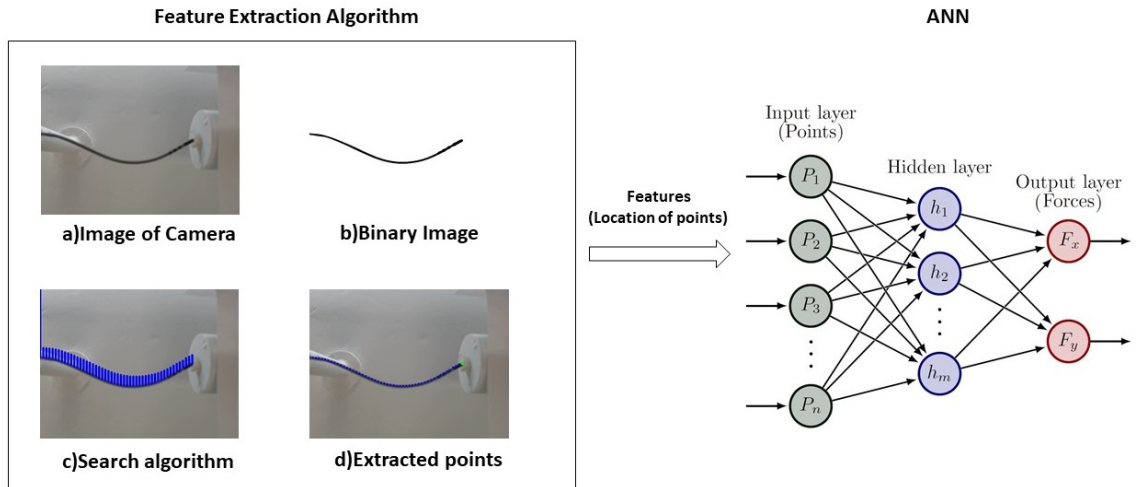 Feature Extraction Algorithm
ANN
a)Image of Camera
b)Binary Image
c)Search algorithm
d)Extracted points
Features
(Location of points)
Input layer
(Points)
Hidden layer
Output layer
(Forces)
P₁
P₂
P₃
Pₙ
h₁
h₂
hₘ
Fₓ
Fᵧ